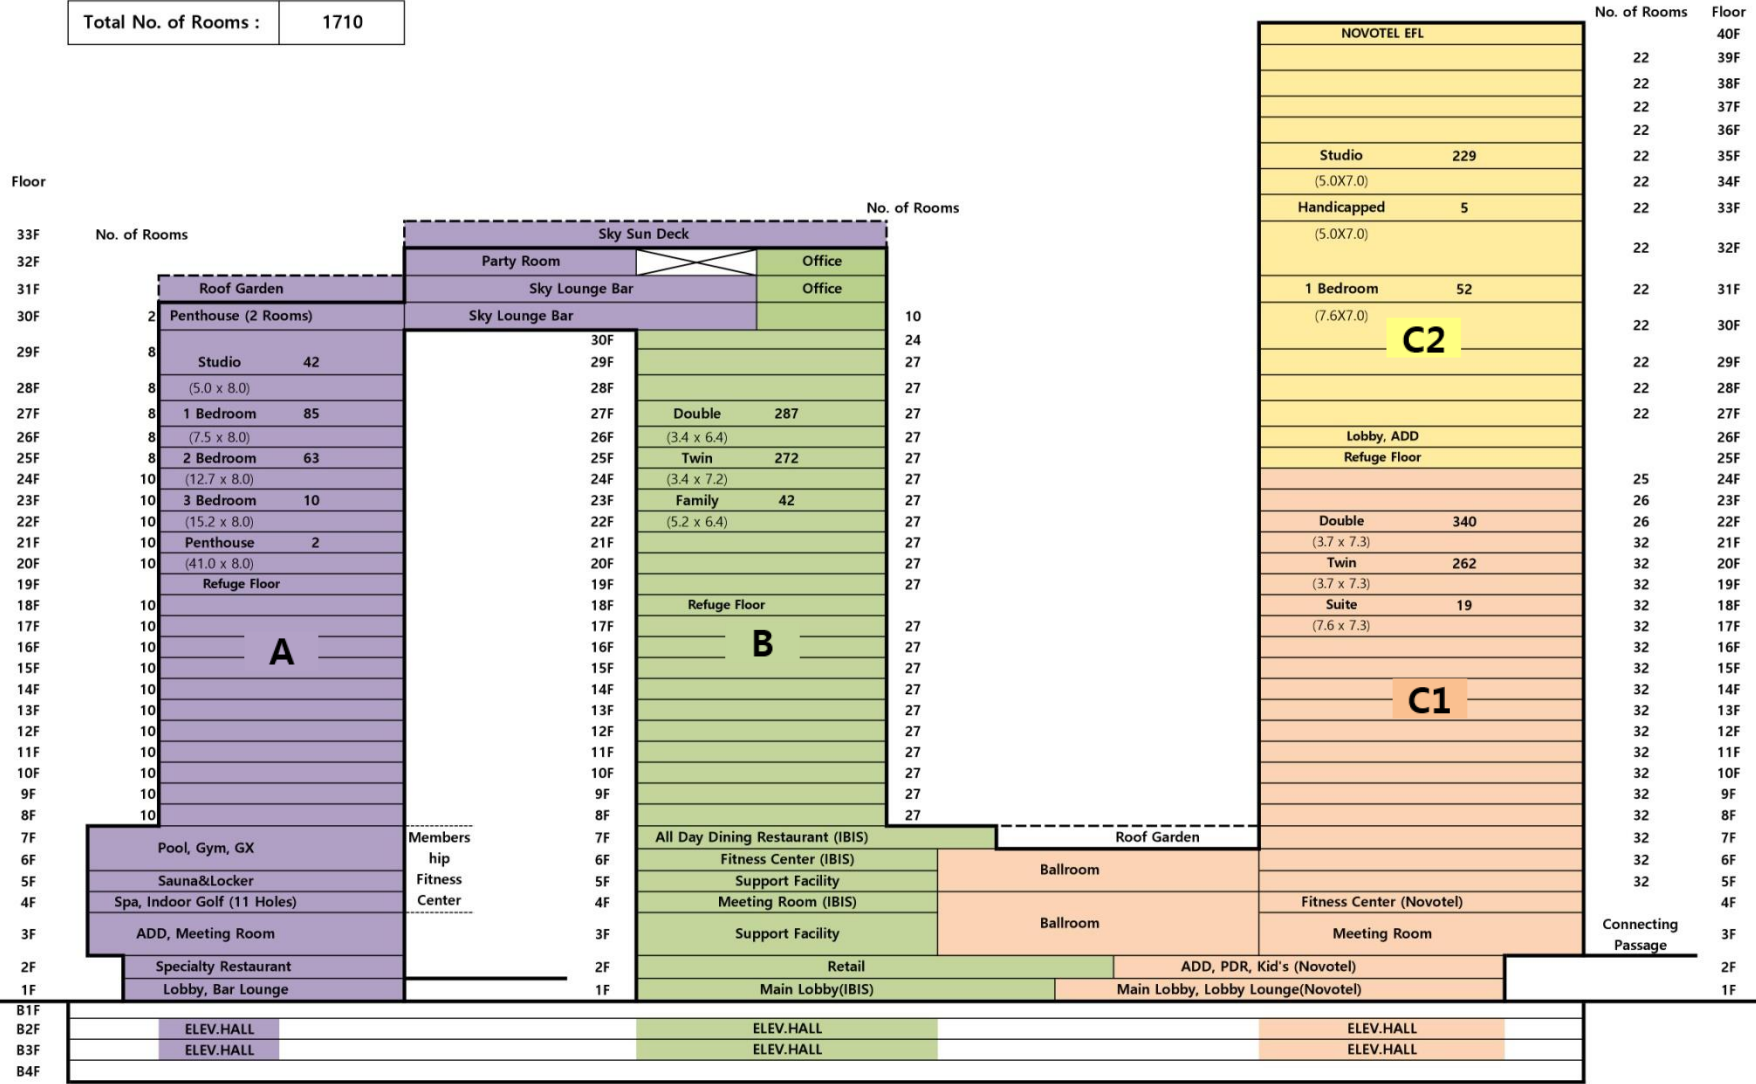 Total No. of Rooms : 1710
No. of Rooms Floor
NOVOTEL EFL 40F
22 39F
22 38F
22 37F
22 36F
Studio 229 22 35F
Floor (5.0X7.0) 22 34F
No. of Rooms Handicapped 5 22 33F
33F No. of Rooms Sky Sun Deck (5.0X7.0)
22 32F
32F Party Room Office
31F Roof Garden Sky Lounge Bar Office 1 Bedroom 52 22 31F
30F 2 Penthouse (2 Rooms) Sky Lounge Bar 10 (7.6X7.0) 22 30F
30F 24 C2
29F 8 Studio 42 29F 27 22 29F
28F 8 (5.0 x 8.0) 28F 27 22 28F
27F 8 1 Bedroom 85 27F Double 287 27 22 27F
26F 8 (7.5 x 8.0) 26F (3.4 x 6.4) 27 Lobby, ADD 26F
25F 8 2 Bedroom 63 25F Twin 272 27 Refuge Floor 25F
24F 10 (12.7 x 8.0) 24F (3.4 x 7.2) 27 25 24F
23F 10 3 Bedroom 10 23F Family 42 27 26 23F
22F 10 (15.2 x 8.0) 22F (5.2 x 6.4) 27 Double 340 26 22F
21F 10 Penthouse 2 21F 27 (3.7 x 7.3) 32 21F
20F 10 (41.0 x 8.0) 20F 27 Twin 262 32 20F
19F Refuge Floor 19F 27 (3.7 x 7.3) 32 19F
18F 10 18F Refuge Floor Suite 19 32 18F
17F 10 17F 27 (7.6 x 7.3) 32 17F
16F 10 A 16F B 27 32 16F
15F 10 15F 27 32 15F
14F 10 14F 27 32 14F
13F 10 13F 27 C1 32 13F
12F 10 12F 27 32 12F
11F 10 11F 27 32 11F
10F 10 10F 27 32 10F
9F 10 9F 27 32 9F
8F 10 8F 27 32 8F
7F Pool, Gym, GX Members 7F All Day Dining Restaurant (IBIS) Roof Garden 32 7F
6F hip 6F Fitness Center (IBIS) Ballroom 32 6F
5F Sauna&Locker Fitness 5F Support Facility 32 5F
4F Spa, Indoor Golf (11 Holes) Center 4F Meeting Room (IBIS) Fitness Center (Novotel) 4F
3F ADD, Meeting Room 3F Support Facility Ballroom Meeting Room Connecting Passage 3F
2F Specialty Restaurant 2F Retail ADD, PDR, Kid's (Novotel) 2F
1F Lobby, Bar Lounge 1F Main Lobby(IBIS) Main Lobby, Lobby Lounge(Novotel) 1F
B1F
B2F ELEV.HALL ELEV.HALL ELEV.HALL
B3F ELEV.HALL ELEV.HALL ELEV.HALL
B4F